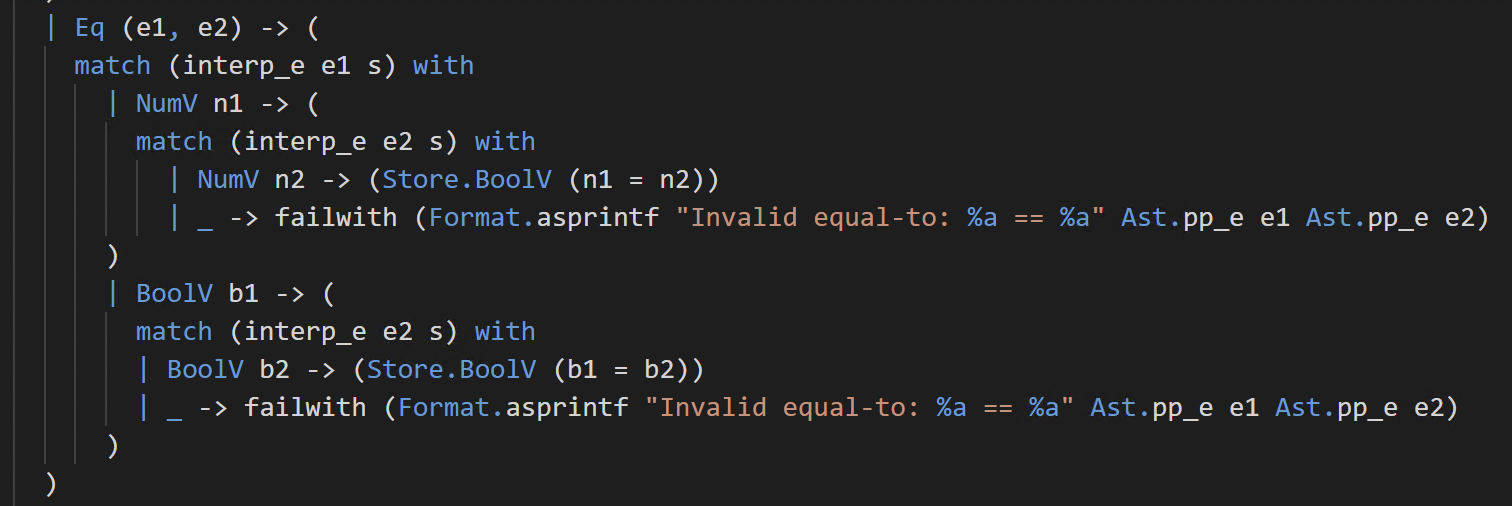 | Eq (e1, e2) -> (
match (interp_e e1 s) with
| NumV n1 -> (
match (interp_e e2 s) with
| NumV n2 -> (Store.BoolV (n1 = n2))
| _ -> failwith (Format.asprintf "Invalid equal-to: %a == %a" Ast.pp_e e1 Ast.pp_e e2)
)
| BoolV b1 -> (
match (interp_e e2 s) with
| BoolV b2 -> (Store.BoolV (b1 = b2))
| _ -> failwith (Format.asprintf "Invalid equal-to: %a == %a" Ast.pp_e e1 Ast.pp_e e2)
)
)